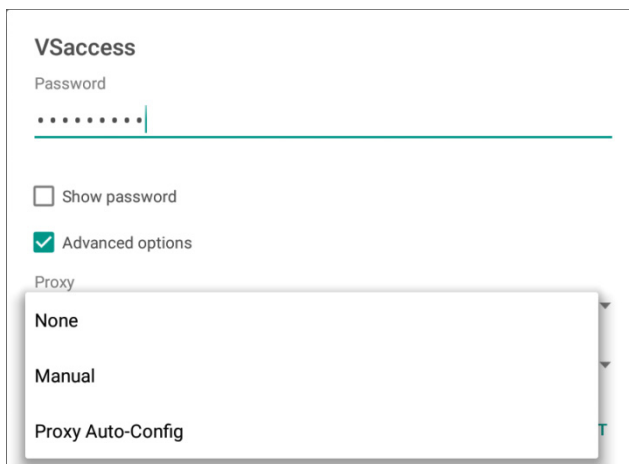 VSaccess
Password
•••••••••
Show password
Advanced options
Proxy
None
Manual
Proxy Auto-Config
T